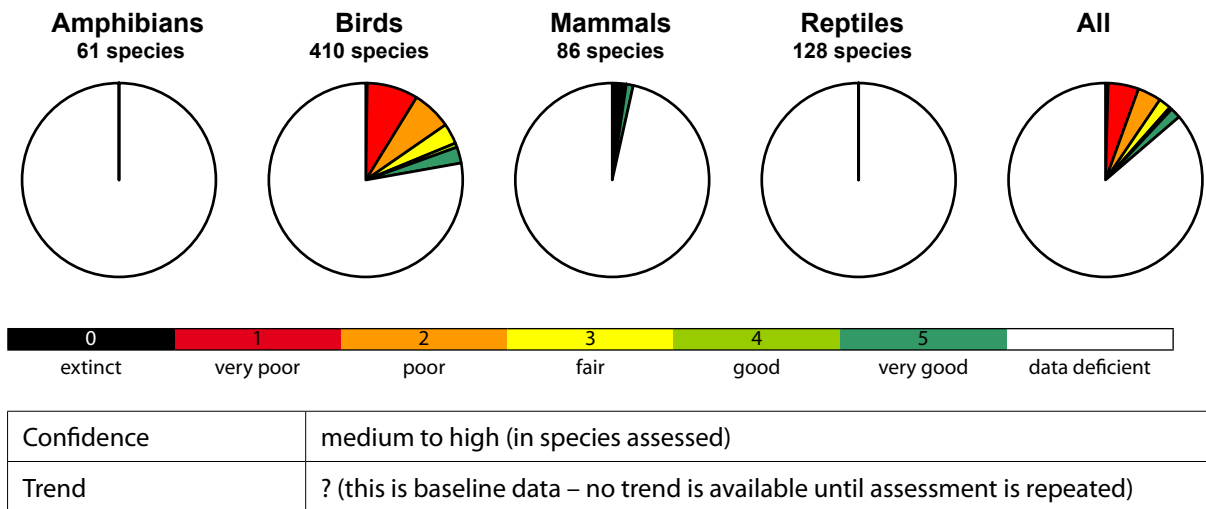 Amphibians
61 species
Birds
410 species
Mammals
86 species
Reptiles
128 species
All
0 1 2 3 4 5
extinct very poor poor fair good very good data deficient
Confidence medium to high (in species assessed)
Trend ? (this is baseline data – no trend is available until assessment is repeated)